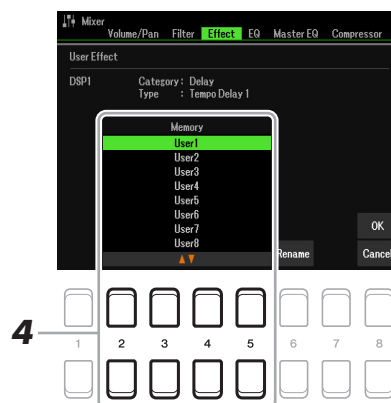 Mixer
Volume/Pan Filter Effect EQ Master EQ Compressor
User Effect
DSP1 Category : Delay
Type : Tempo Delay 1
Memory
User1
User2
User3
User4
User5
User6
User7
User8
OK
Rename Cancel
4
1 2 3 4 5 6 7 8